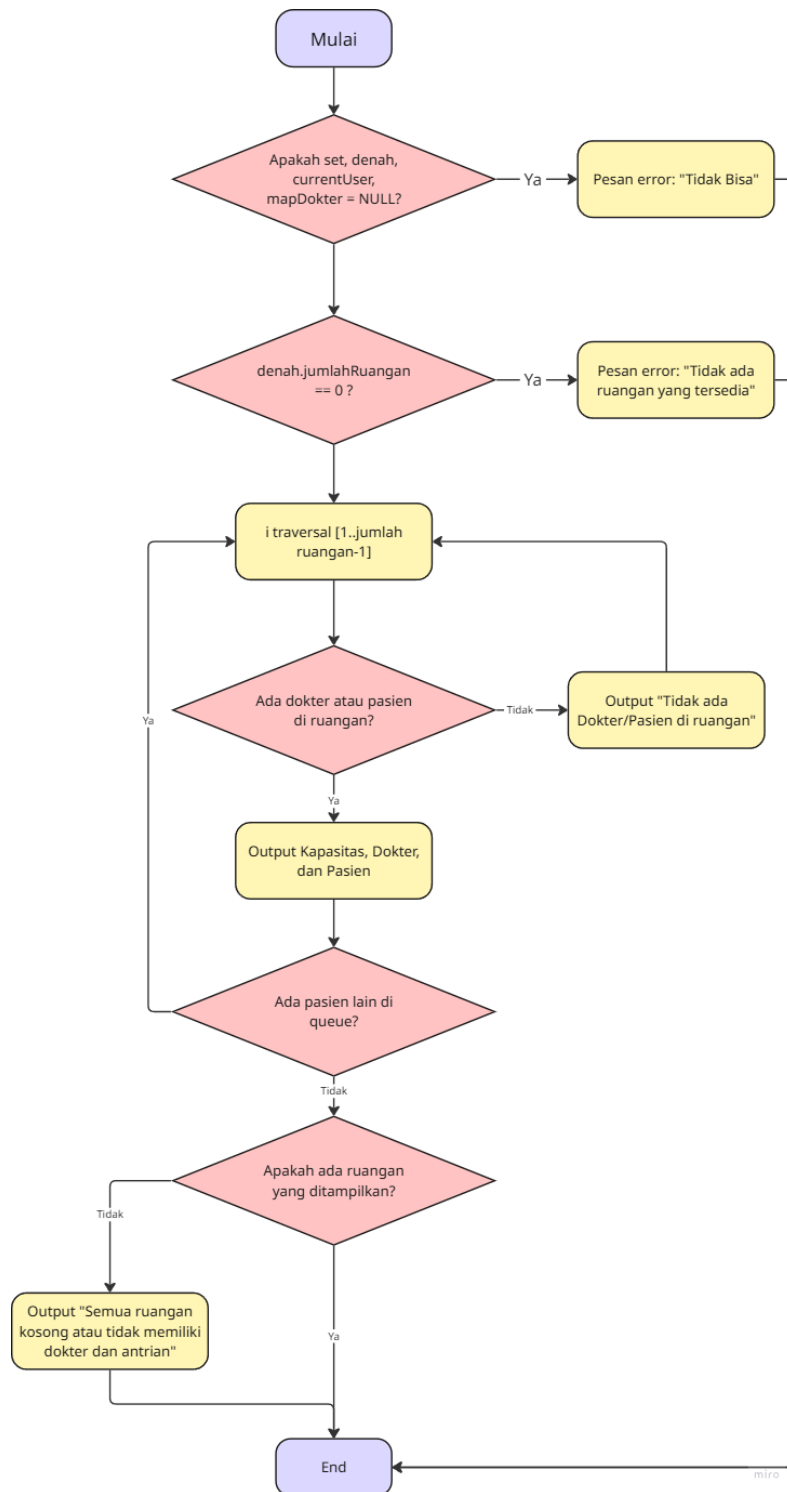 Mulai
Apakah set, denah,
currentUser,
mapDokter = NULL?
Ya
Pesan error: "Tidak Bisa"
denah.jumlahRuangan
== 0 ?
Ya
Pesan error: "Tidak ada
ruangan yang tersedia"
i traversal [1..jumlah
ruangan-1]
Ada dokter atau pasien
di ruangan?
Tidak
Output "Tidak ada
Dokter/Pasien di ruangan"
Ya
Ya
Output Kapasitas, Dokter,
dan Pasien
Ada pasien lain di
queue?
Tidak
Apakah ada ruangan
yang ditampilkan?
Tidak
Output "Semua ruangan
kosong atau tidak memiliki
dokter dan antrian"
Ya
End
miro